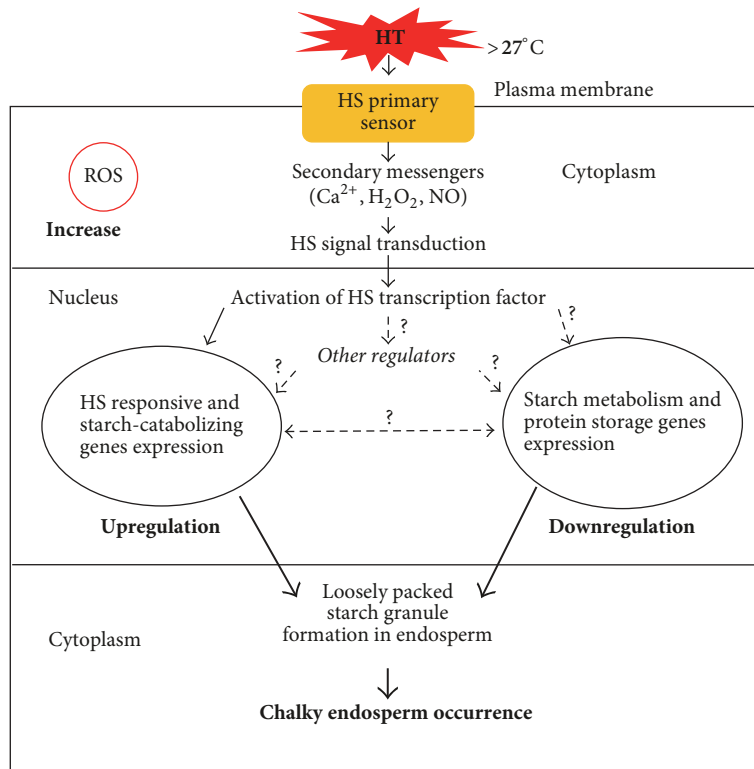 HT
>27°C
Plasma membrane
HS primary
sensor
ROS
Increase
Secondary messengers
(Ca²⁺, H₂O₂, NO)
Cytoplasm
HS signal transduction
Nucleus
Activation of HS transcription factor
?
?
Other regulators
?
?
HS responsive and
starch-catabolizing
genes expression
?
Starch metabolism and
protein storage genes
expression
Upregulation
Downregulation
Loosely packed
starch granule
formation in endosperm
Cytoplasm
Chalky endosperm occurrence